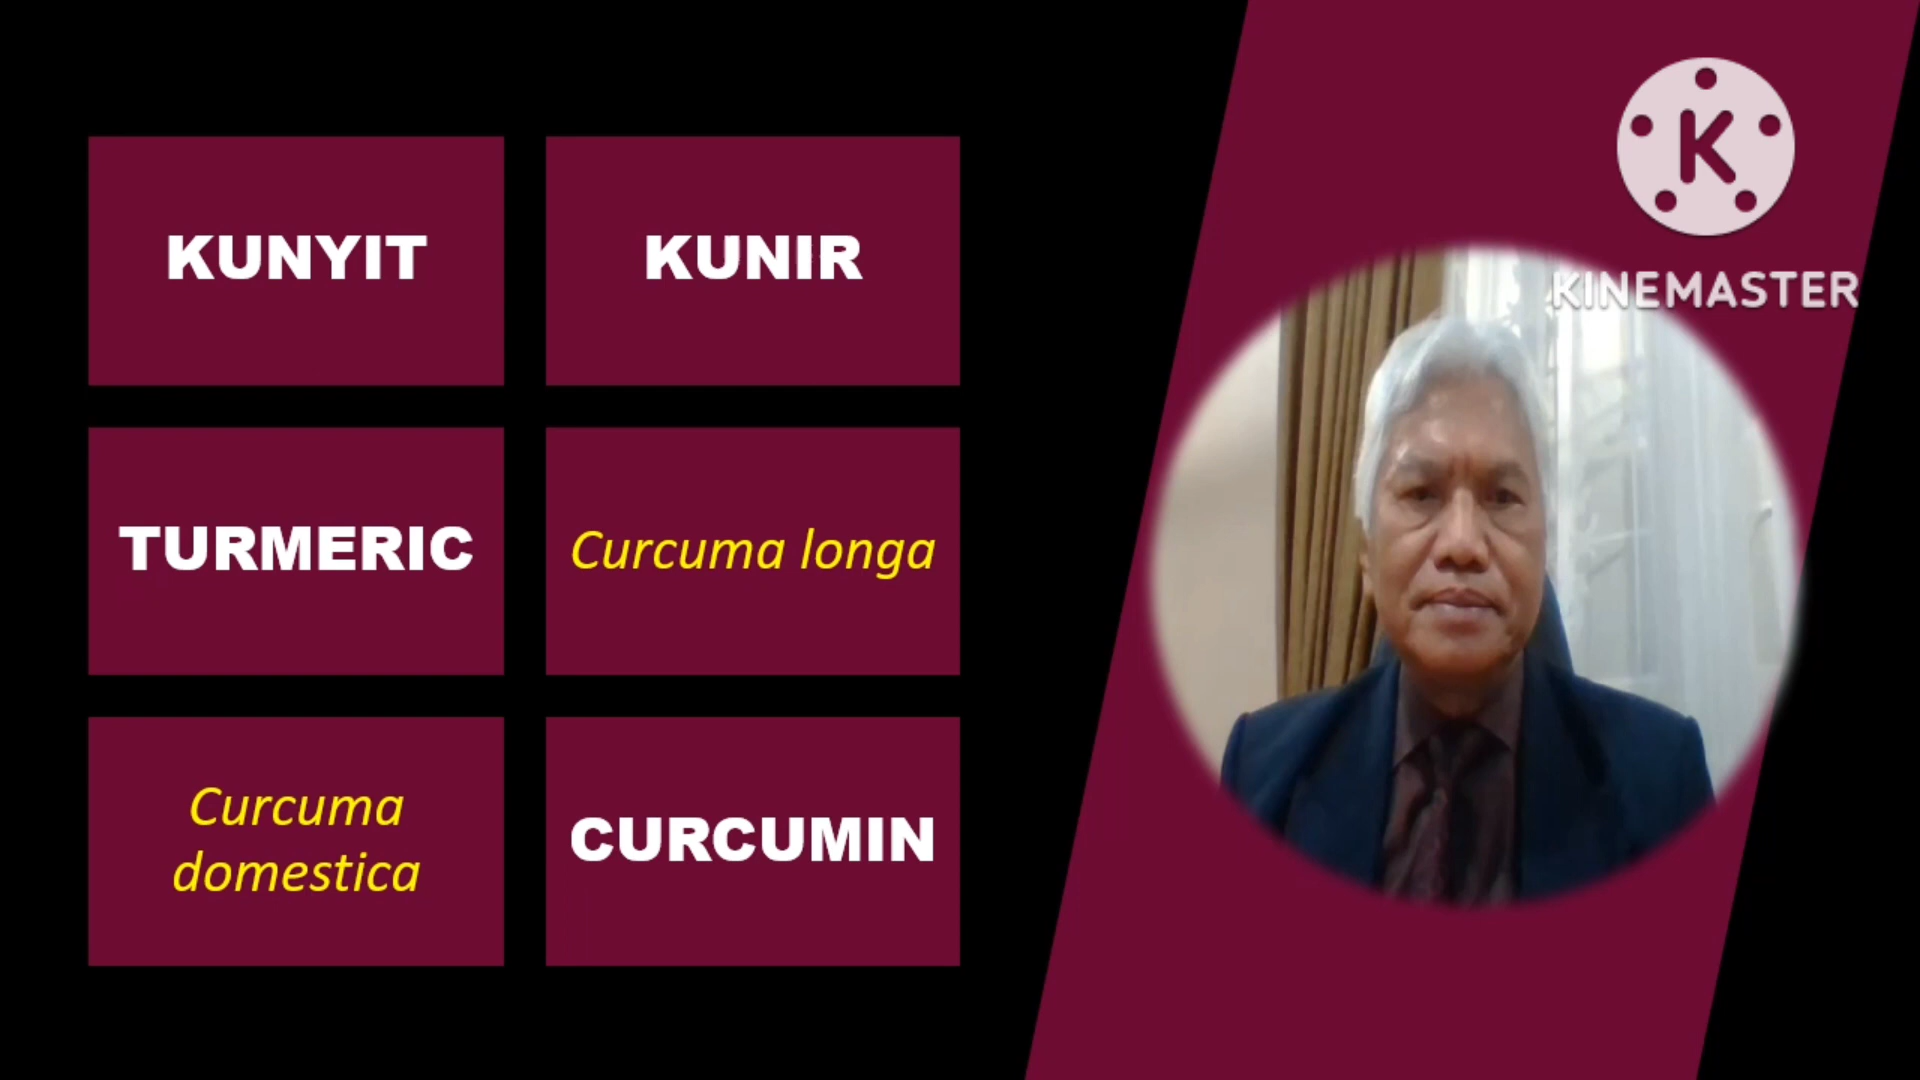 KUNYIT
KUNIR
TURMERIC
Curcuma longa
Curcuma
domestica
CURCUMIN
K
KINEMASTER